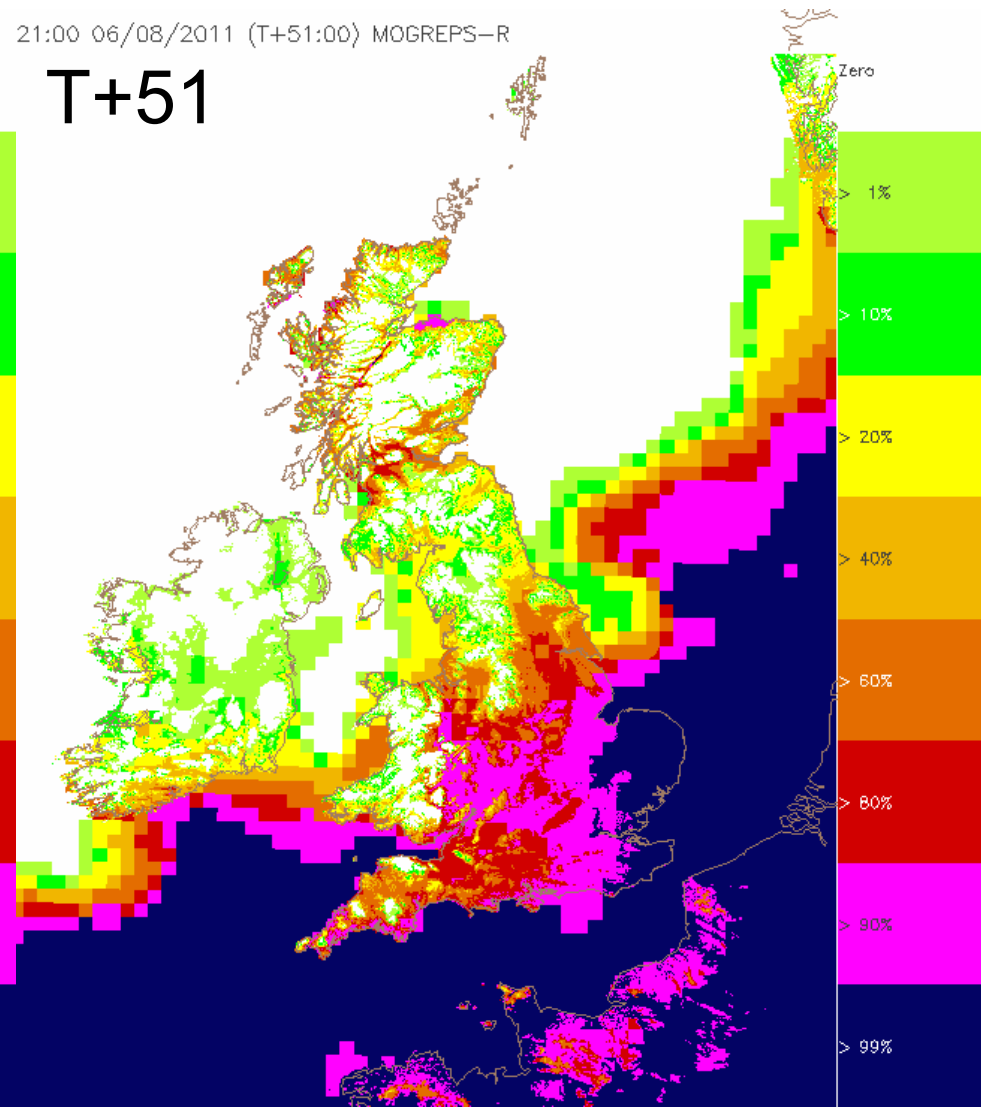 21:00 06/08/2011 (T+51:00) MOGREPS-R
T+51
Zero
> 1%
> 10%
> 20%
> 40%
> 60%
> 80%
> 90%
> 99%